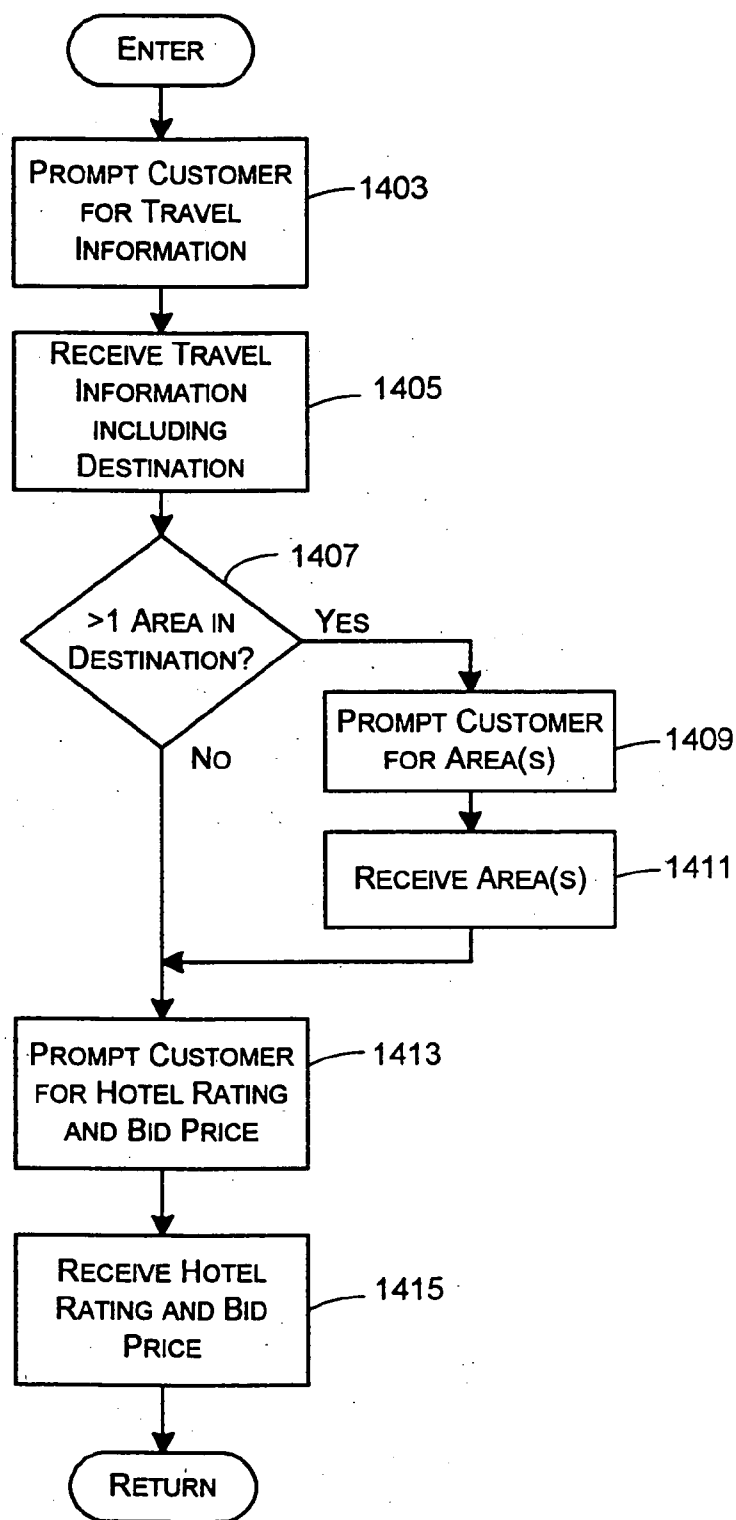 ENTER
PROMPT CUSTOMER
FOR TRAVEL
INFORMATION
1403
RECEIVE TRAVEL
INFORMATION
INCLUDING
DESTINATION
1405
1407
>1 AREA IN
DESTINATION?
YES
NO
PROMPT CUSTOMER
FOR AREA(S)
1409
RECEIVE AREA(S)
1411
PROMPT CUSTOMER
FOR HOTEL RATING
AND BID PRICE
1413
RECEIVE HOTEL
RATING AND BID
PRICE
1415
RETURN